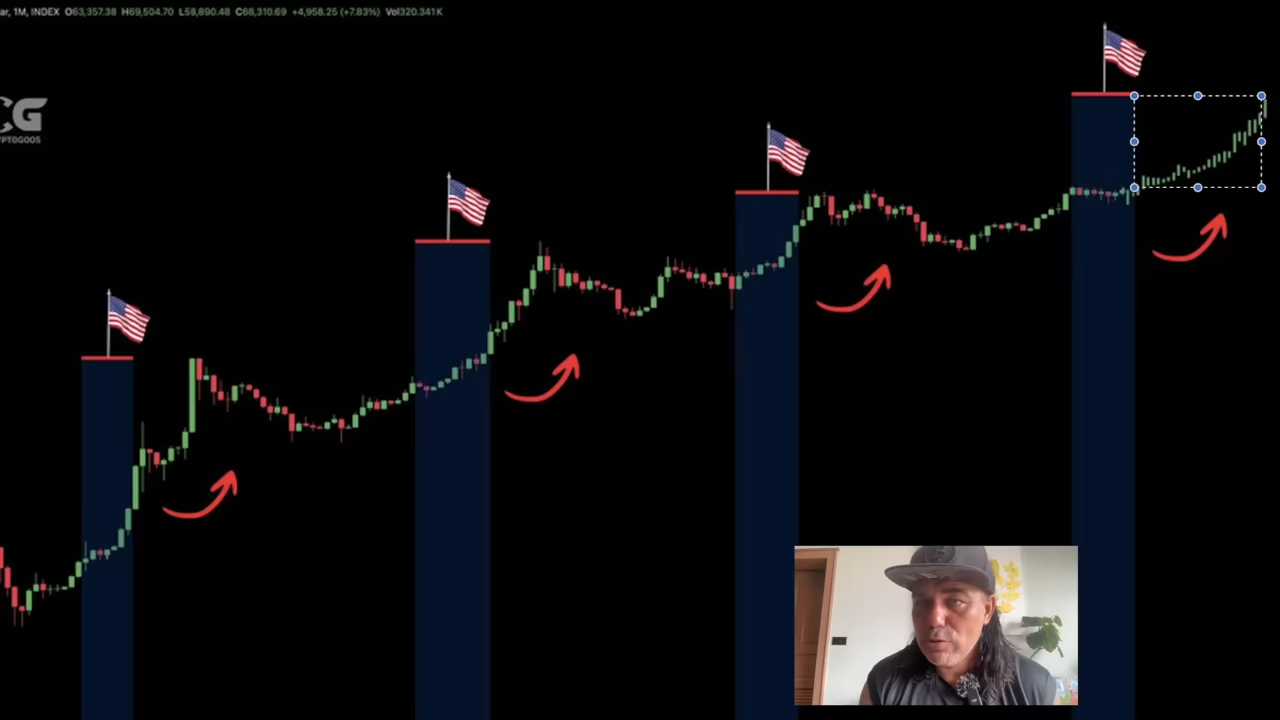 ar, 1M, INDEX O63,357.38 H69,504.70 L58,890.48 C68,310.69 +4,958.25 (+7.83%) Vol320.341K
CG
YPTOGOOS